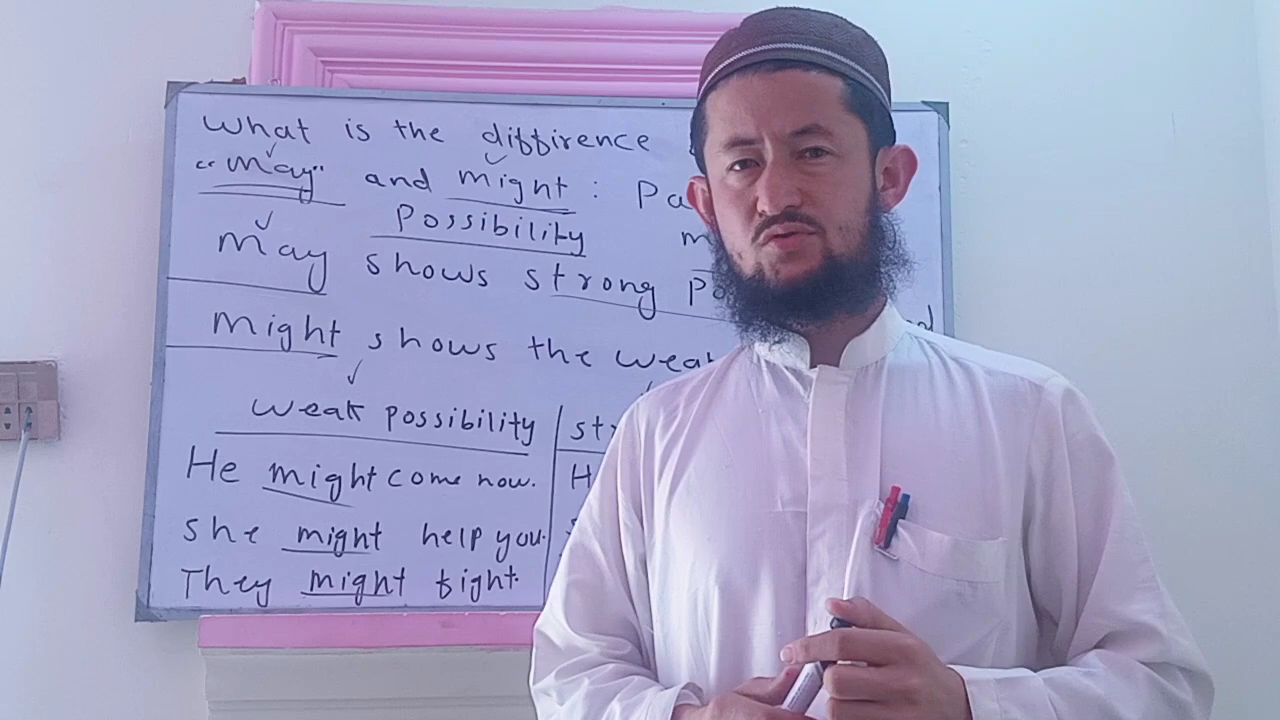 What is the diffirence
"May" and might : Pa
Possibility m
may shows strong Po
might shows the weak
weak possibility | str
He might come now. H
she might help you. s
They might fight.